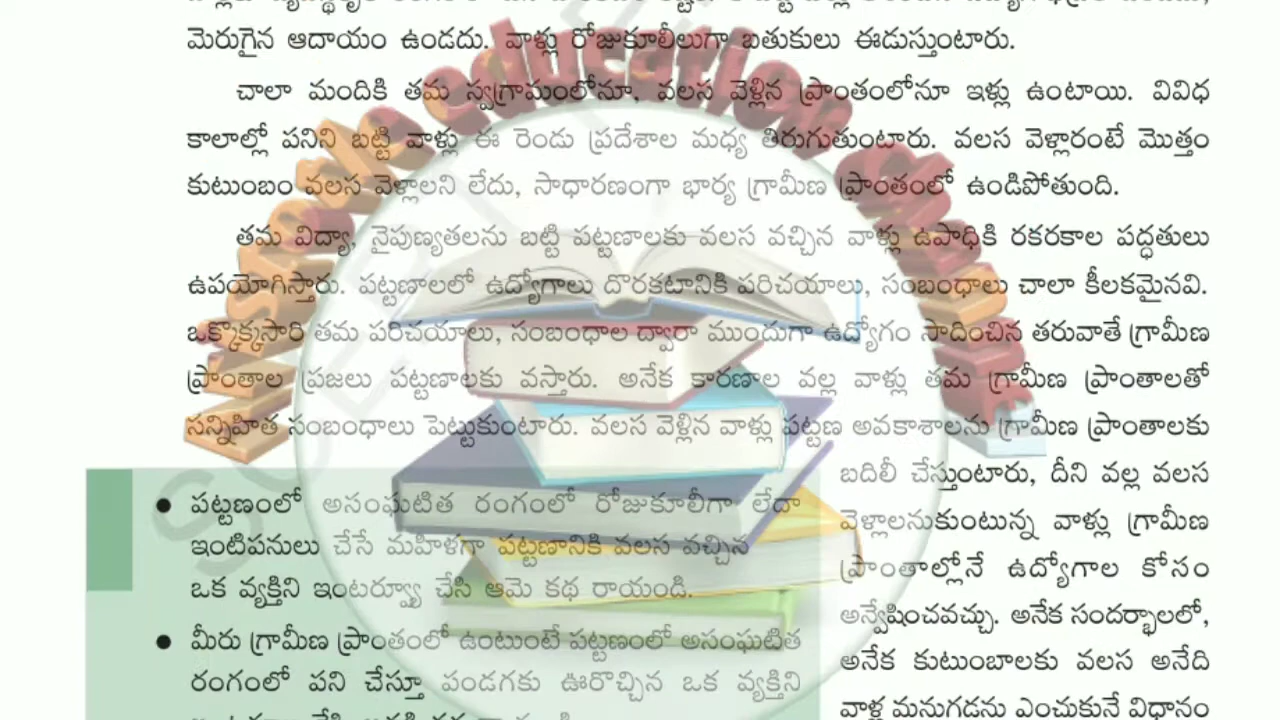 మెరుగైన ఆదాయం ఉండదు. వాళ్లు రోజుకూలీలుగా బతుకులు ఈడుస్తుంటారు.
చాలా మందికి తమ స్వగ్రామంలోనూ, వలస వెళ్లిన ప్రాంతంలోనూ ఇళ్లు ఉంటాయి. వివిధ
కాలాల్లో పనిని బట్టి వాళ్లు ఈ రెండు ప్రదేశాల మధ్య తిరుగుతుంటారు. వలస వెళ్లారంటే మొత్తం
కుటుంబం వలస వెళ్లాలని లేదు, సాధారణంగా భార్య గ్రామీణ ప్రాంతంలో ఉండిపోతుంది.
తమ విద్యా, నైపుణ్యతలను బట్టి పట్టణాలకు వలస వచ్చిన వాళ్లు ఉపాధికి రకరకాల పద్ధతులు
ఉపయోగిస్తారు. పట్టణాలలో ఉద్యోగాలు దొరకటానికి పరిచయాలు, సంబంధాలు చాలా కీలకమైనవి.
ఒక్కొక్కసారి తమ పరిచయాలు, సంబంధాల ద్వారా ముందుగా ఉద్యోగం సాదించిన తరువాతే గ్రామీణ
ప్రాంతాల ప్రజలు పట్టణాలకు వస్తారు. అనేక కారణాల వల్ల వాళ్లు తమ గ్రామీణ ప్రాంతాలతో
సన్నిహిత సంబంధాలు పెట్టుకుంటారు. వలస వెళ్లిన వాళ్లు పట్టణ అవకాశాలను గ్రామీణ ప్రాంతాలకు
బదిలీ చేస్తుంటారు, దీని వల్ల వలస
వెళ్లాలనుకుంటున్న వాళ్లు గ్రామీణ
ప్రాంతాల్లోనే ఉద్యోగాల కోసం
అన్వేషించవచ్చు. అనేక సందర్భాలలో,
అనేక కుటుంబాలకు వలస అనేది
వాళ్ల మనుగడను ఎంచుకునే విధానం
● పట్టణంలో అసంఘటిత రంగంలో రోజుకూలీగా లేదా
ఇంటిపనులు చేసే మహిళగా పట్టణానికి వలస వచ్చిన
ఒక వ్యక్తిని ఇంటర్వ్యూ చేసి ఆమె కథ రాయండి.
● మీరు గ్రామీణ ప్రాంతంలో ఉంటుంటే పట్టణంలో అసంఘటిత
రంగంలో పని చేస్తూ పండగకు ఊరొచ్చిన ఒక వ్యక్తిని